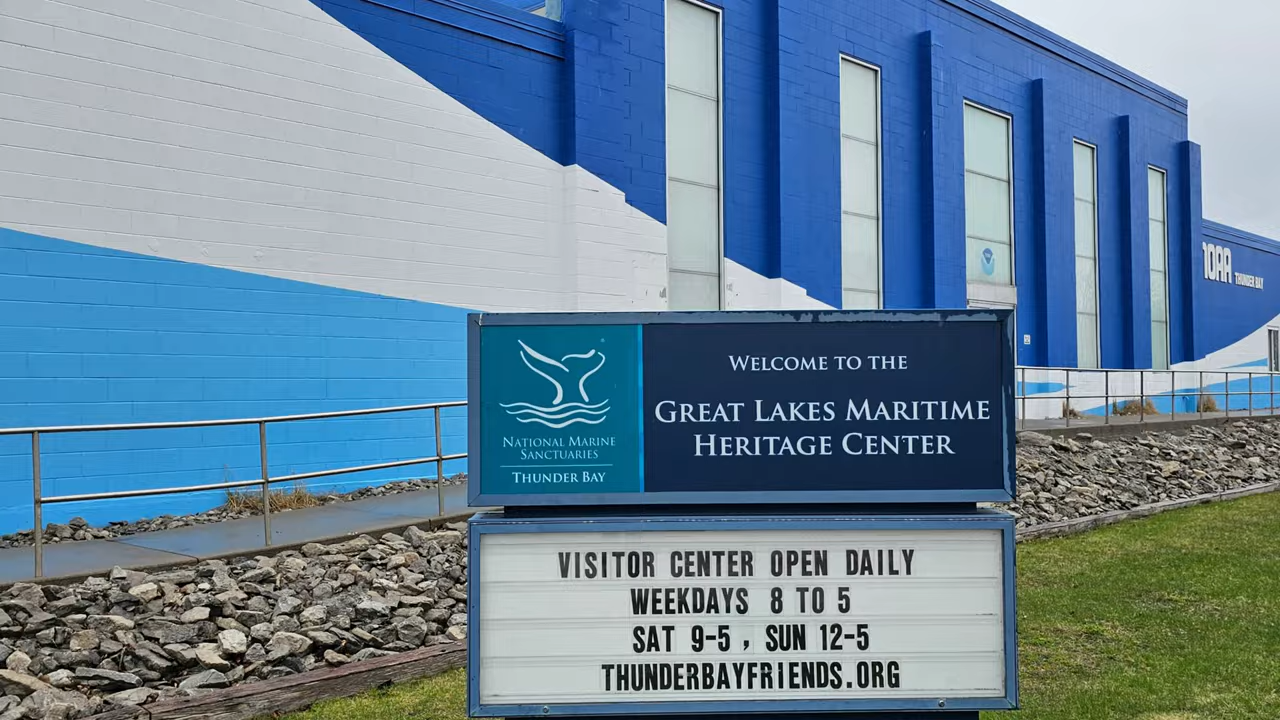 WELCOME TO THE
GREAT LAKES MARITIME
HERITAGE CENTER
NATIONAL MARINE
SANCTUARIES
THUNDER BAY
VISITOR CENTER OPEN DAILY
WEEKDAYS 8 TO 5
SAT 9-5, SUN 12-5
THUNDERBAYFRIENDS.ORG
THUNDER BAY